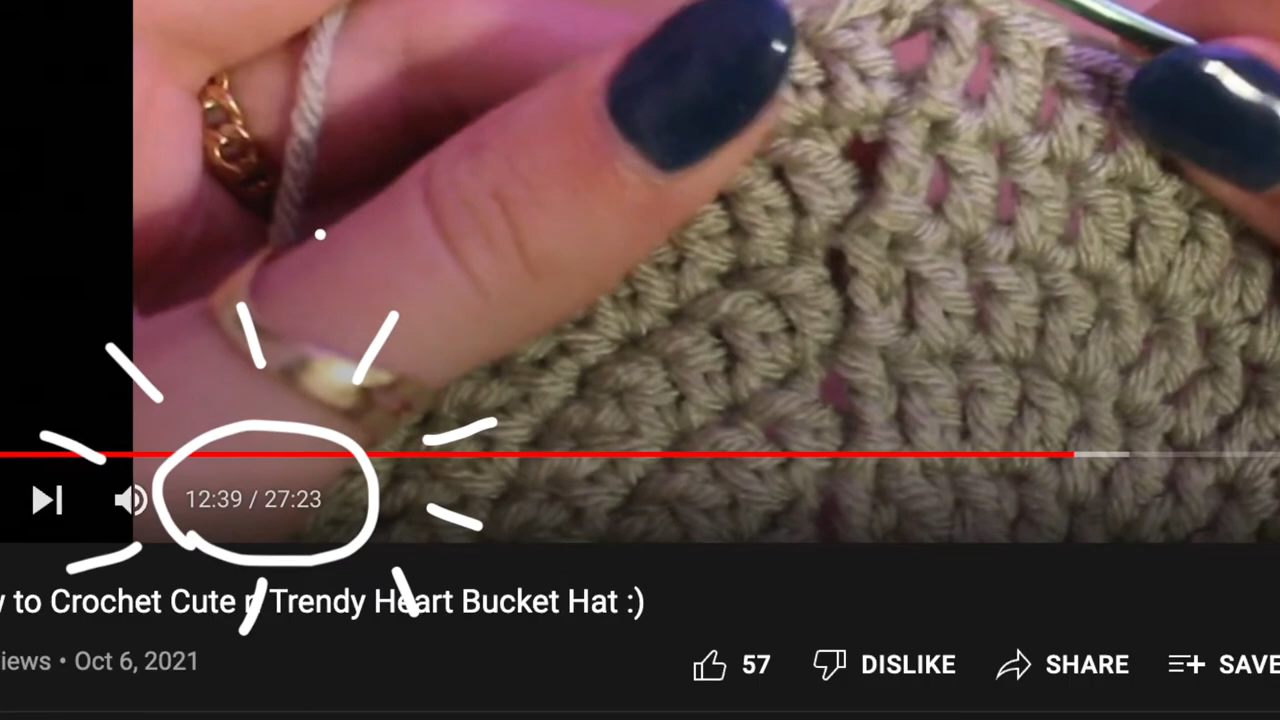 12:39 / 27:23
to Crochet Cute Trendy Heart Bucket Hat :)
iews • Oct 6, 2021
57 DISLIKE SHARE SAVE